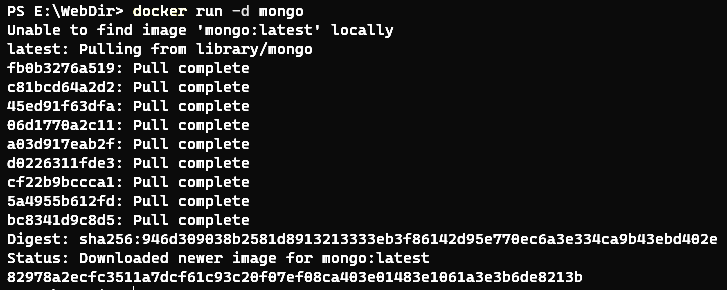 PS E:\WebDir> docker run -d mongo
Unable to find image 'mongo:latest' locally
latest: Pulling from library/mongo
fb0b3276a519: Pull complete
c81bcd64a2d2: Pull complete
45ed91f63dfa: Pull complete
06d1770a2c11: Pull complete
a03d917eab2f: Pull complete
d0226311fde3: Pull complete
cf22b9bccca1: Pull complete
5a4955b612fd: Pull complete
bc8341d9c8d5: Pull complete
Digest: sha256:946d309038b2581d8913213333eb3f86142d95e770ec6a3e334ca9b43ebd402e
Status: Downloaded newer image for mongo:latest
82978a2ecfc3511a7dcf61c93c20f07ef08ca403e01483e1061a3e3b6de8213b